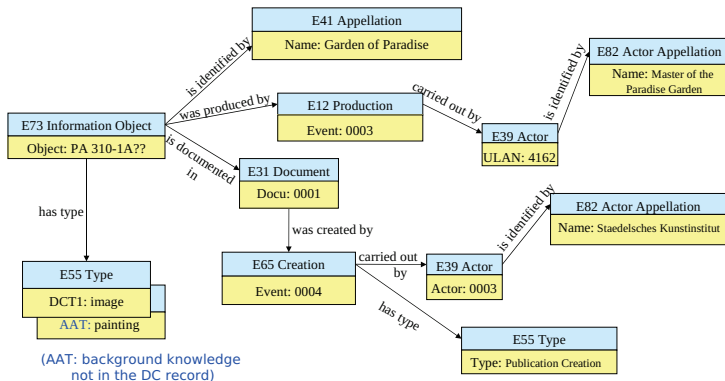 E41 Appellation
Name: Garden of Paradise
is identified by
E82 Actor Appellation
Name: Master of the
Paradise Garden
is identified by
was produced by
E12 Production
Event: 0003
carried out by
E39 Actor
ULAN: 4162
E73 Information Object
Object: PA 310-1A??
is documented
in
E31 Document
Docu: 0001
has type
was created by
E82 Actor Appellation
Name: Staedelsches Kunstinstitut
is identified by
E65 Creation
Event: 0004
carried out
by
E39 Actor
Actor: 0003
E55 Type
DCT1: image
AAT: painting
has type
E55 Type
Type: Publication Creation
(AAT: background knowledge
not in the DC record)